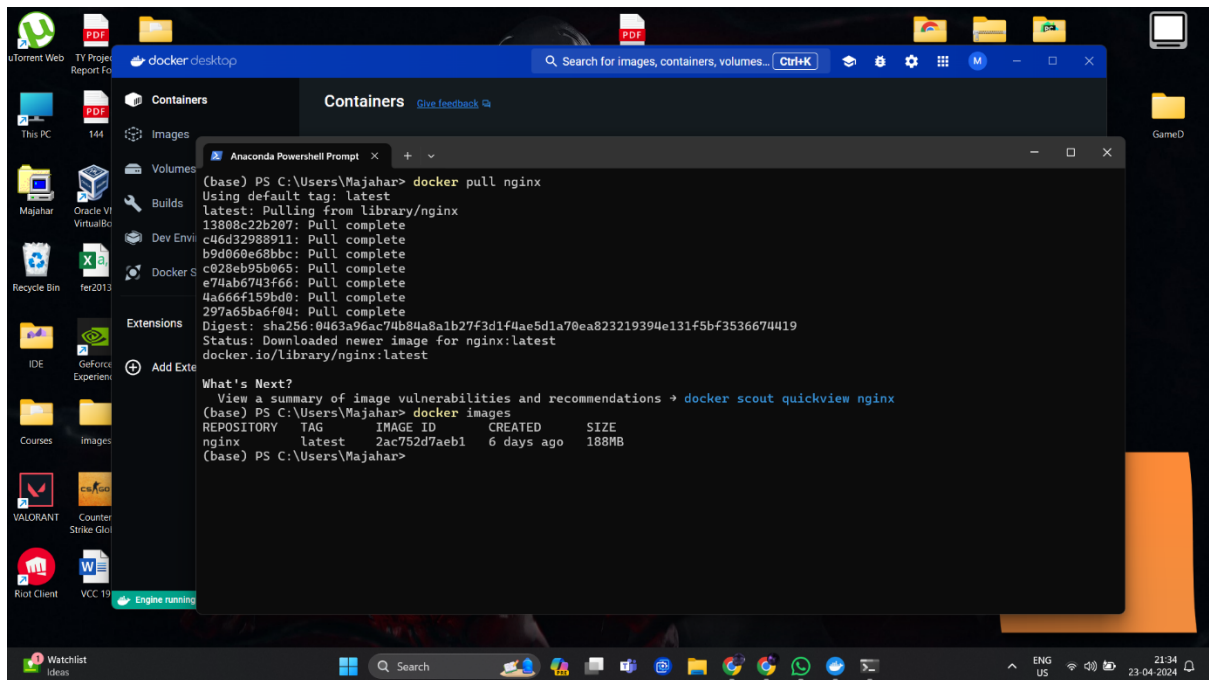 uTorrent Web
TY Projec
Report Fo
docker desktop
Search for images, containers, volumes... Ctrl+K
M
This PC
144
Containers
Images
Volumes
Builds
Dev Envi
Docker S
Extensions
Add Exte
Engine running
Containers Give feedback
GameD
Majahar
Oracle VM
VirtualBo
Recycle Bin
fer2013
IDE
GeForce
Experienc
Courses
images
VALORANT
Counter
Strike Glol
Riot Client
VCC 19
Anaconda Powershell Prompt
(base) PS C:\Users\Majahar> docker pull nginx
Using default tag: latest
latest: Pulling from library/nginx
13808c22b207: Pull complete
c46d32988911: Pull complete
b9d060e68bbc: Pull complete
c028eb95b065: Pull complete
e74ab6743f66: Pull complete
4a666f159bd0: Pull complete
297a65ba6f04: Pull complete
Digest: sha256:0463a96ac74b84a8a1b27f3d1f4ae5d1a70ea823219394e131f5bf3536674419
Status: Downloaded newer image for nginx:latest
docker.io/library/nginx:latest
What's Next?
View a summary of image vulnerabilities and recommendations → docker scout quickview nginx
(base) PS C:\Users\Majahar> docker images
REPOSITORY TAG IMAGE ID CREATED SIZE
nginx latest 2ac752d7aeb1 6 days ago 188MB
(base) PS C:\Users\Majahar>
1
Watchlist
Ideas
Search
ENG
US
21:34
23-04-2024